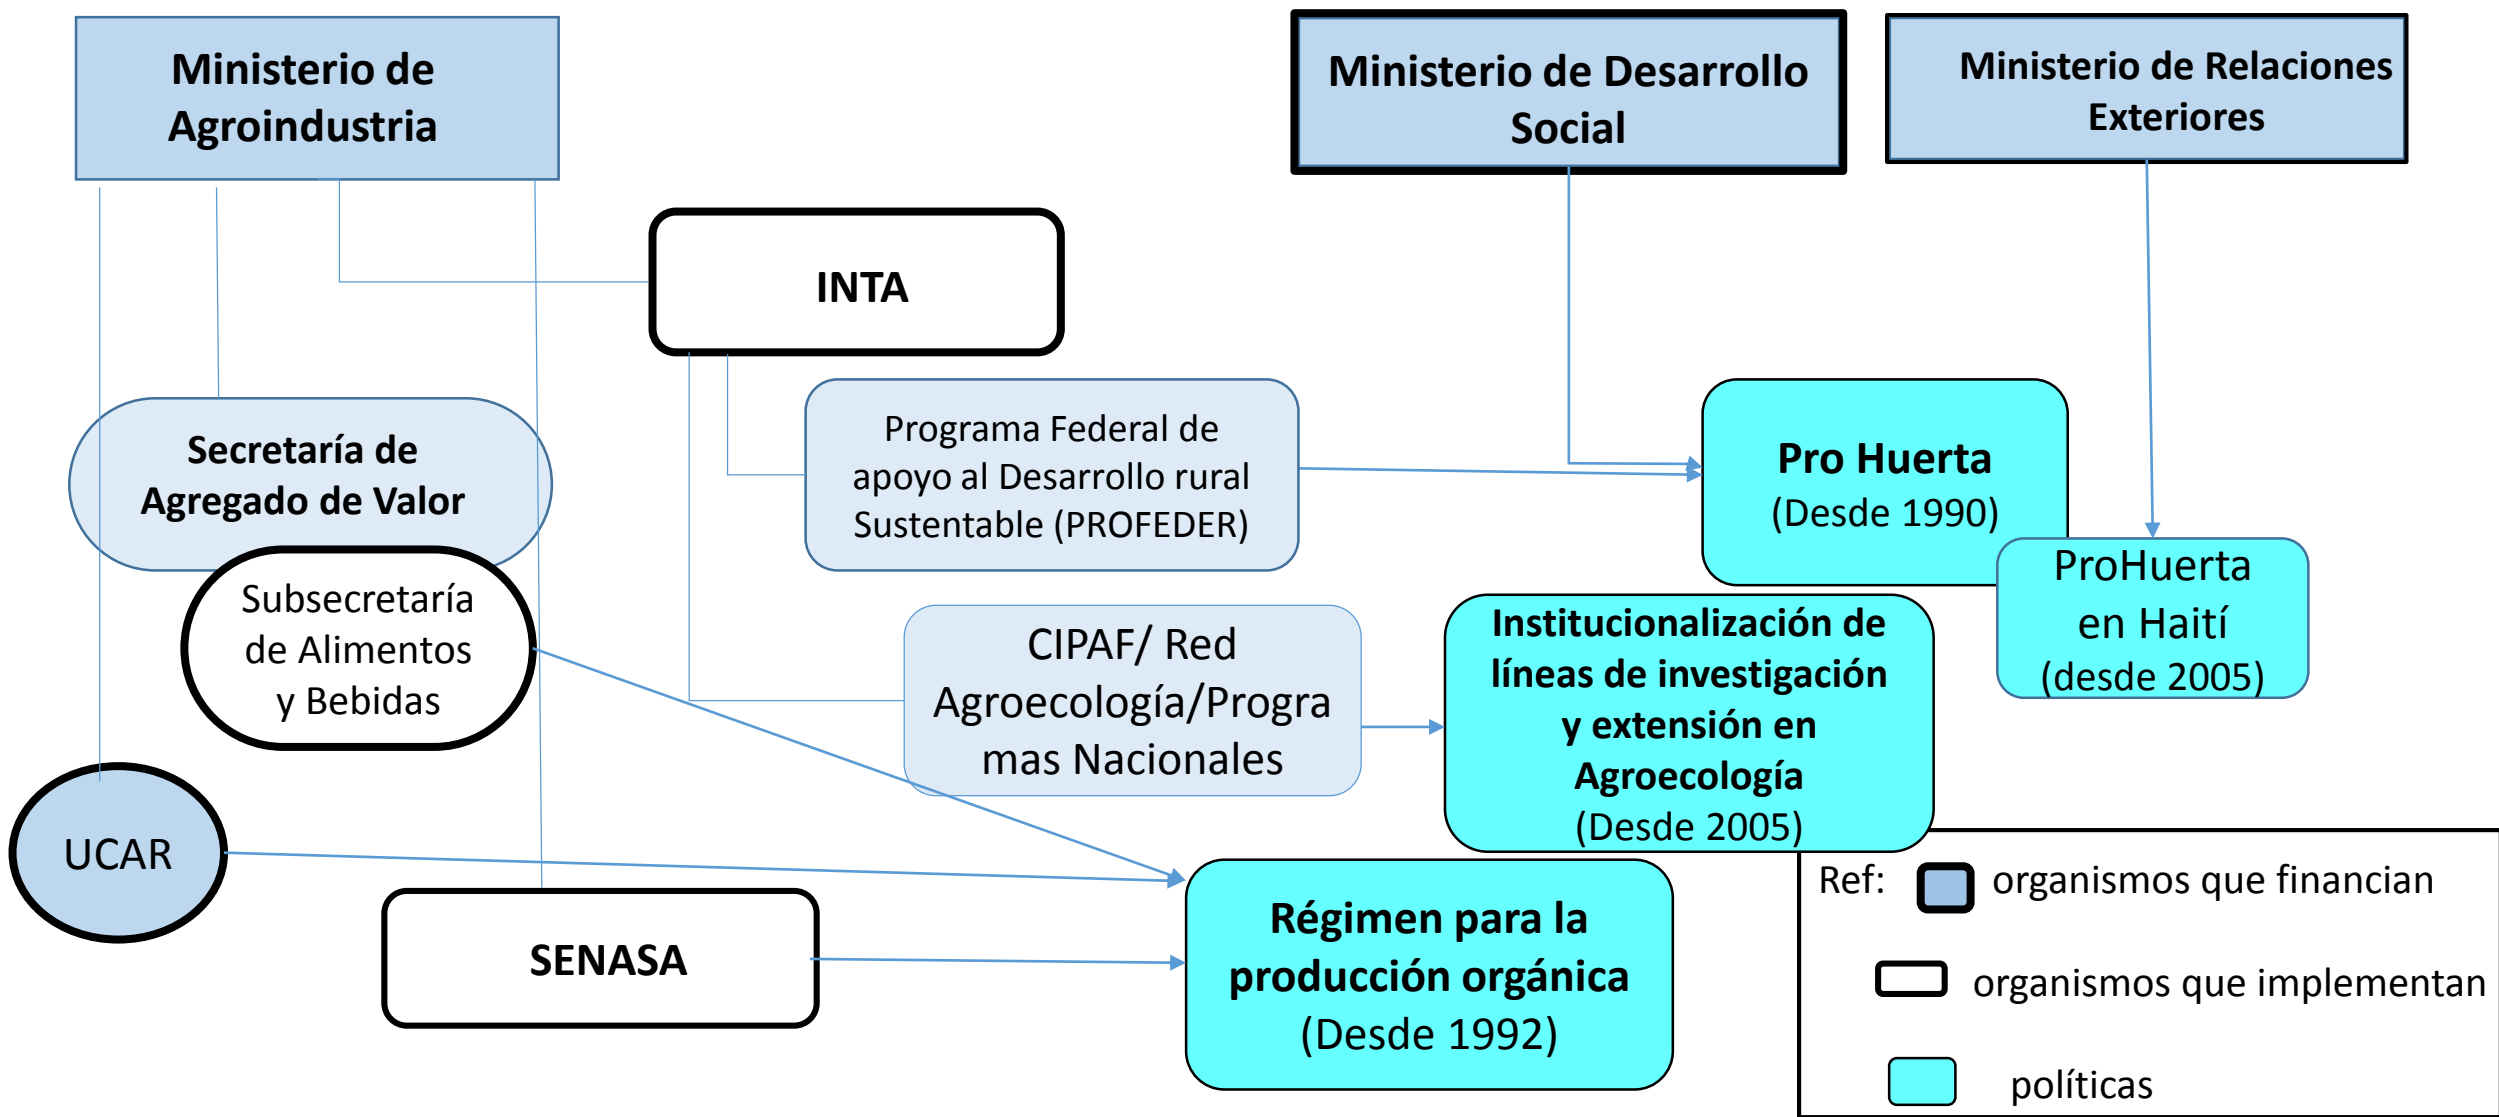 Ministerio de
Agroindustria
Ministerio de Desarrollo
Social
Ministerio de Relaciones
Exteriores
INTA
Secretaría de
Agregado de Valor
Programa Federal de
apoyo al Desarrollo rural
Sustentable (PROFEDER)
Pro Huerta
(Desde 1990)
ProHuerta
en Haití
(desde 2005)
Subsecretaría
de Alimentos
y Bebidas
CIPAF/ Red
Agroecología/Progra
mas Nacionales
Institucionalización de
líneas de investigación
y extensión en
Agroecología
(Desde 2005)
UCAR
SENASA
Régimen para la
producción orgánica
(Desde 1992)
Ref: organismos que financian
organismos que implementan
políticas